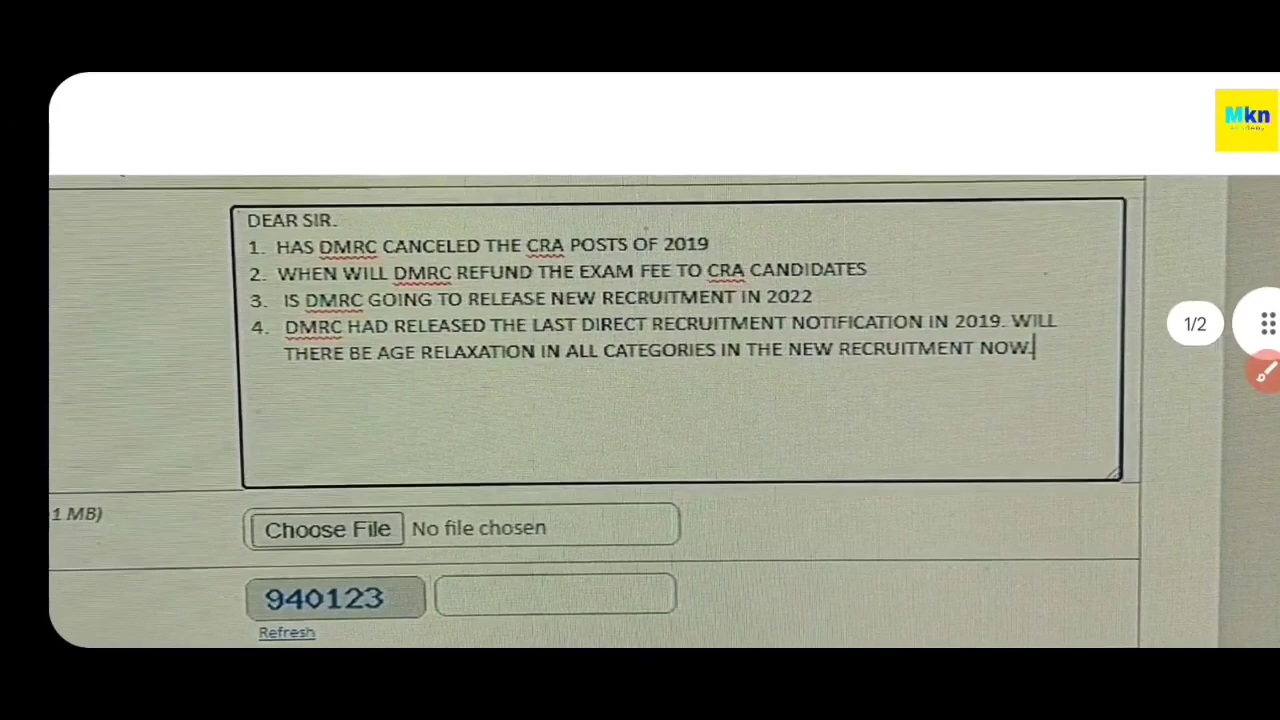 Mkn
DEAR SIR.
1. HAS DMRC CANCELED THE CRA POSTS OF 2019
2. WHEN WILL DMRC REFUND THE EXAM FEE TO CRA CANDIDATES
3. IS DMRC GOING TO RELEASE NEW RECRUITMENT IN 2022
4. DMRC HAD RELEASED THE LAST DIRECT RECRUITMENT NOTIFICATION IN 2019. WILL
THERE BE AGE RELAXATION IN ALL CATEGORIES IN THE NEW RECRUITMENT NOW.
1/2
1 MB)
Choose File No file chosen
940123
Refresh